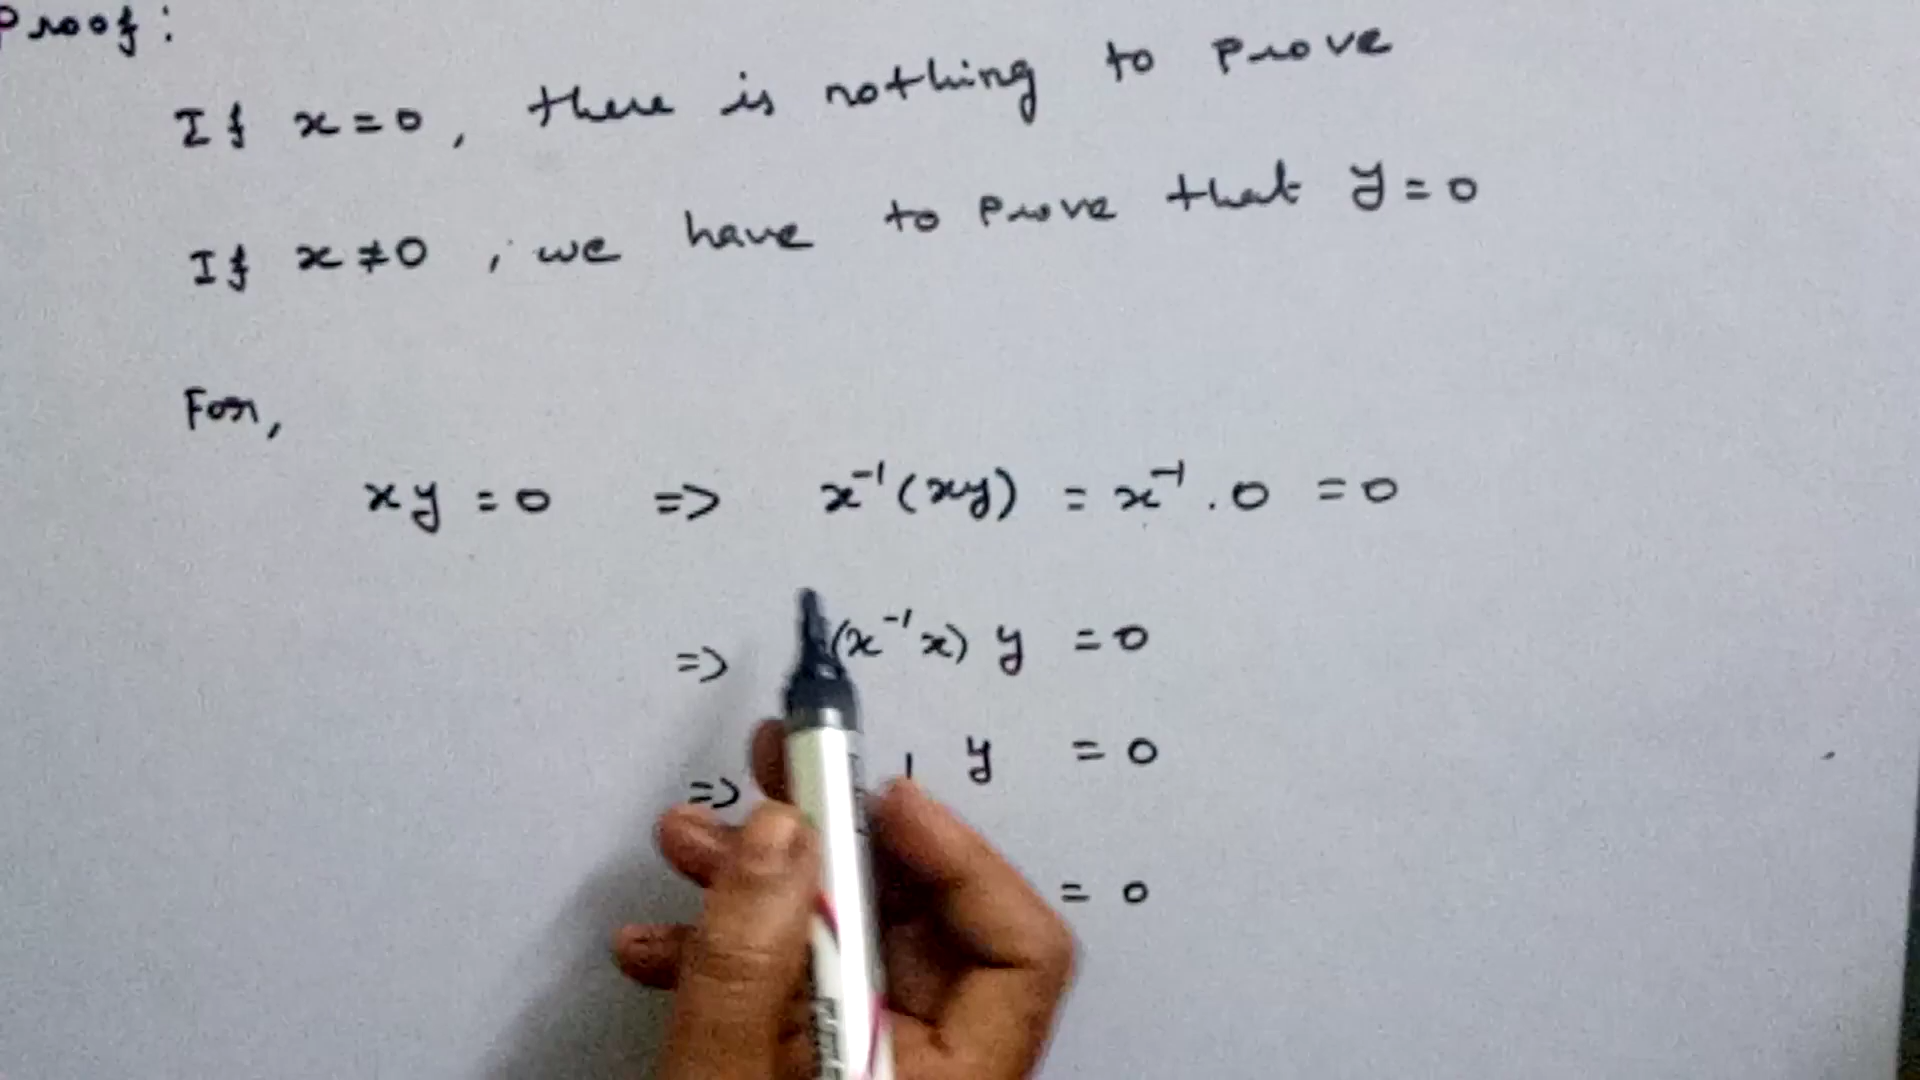 Proof:
If x=0, there is nothing to prove
If x≠0, we have to prove that y=0
For,
xy = 0 => x⁻¹(xy) = x⁻¹.0 = 0
=> (x⁻¹x) y = 0
=> 1 y = 0
= 0